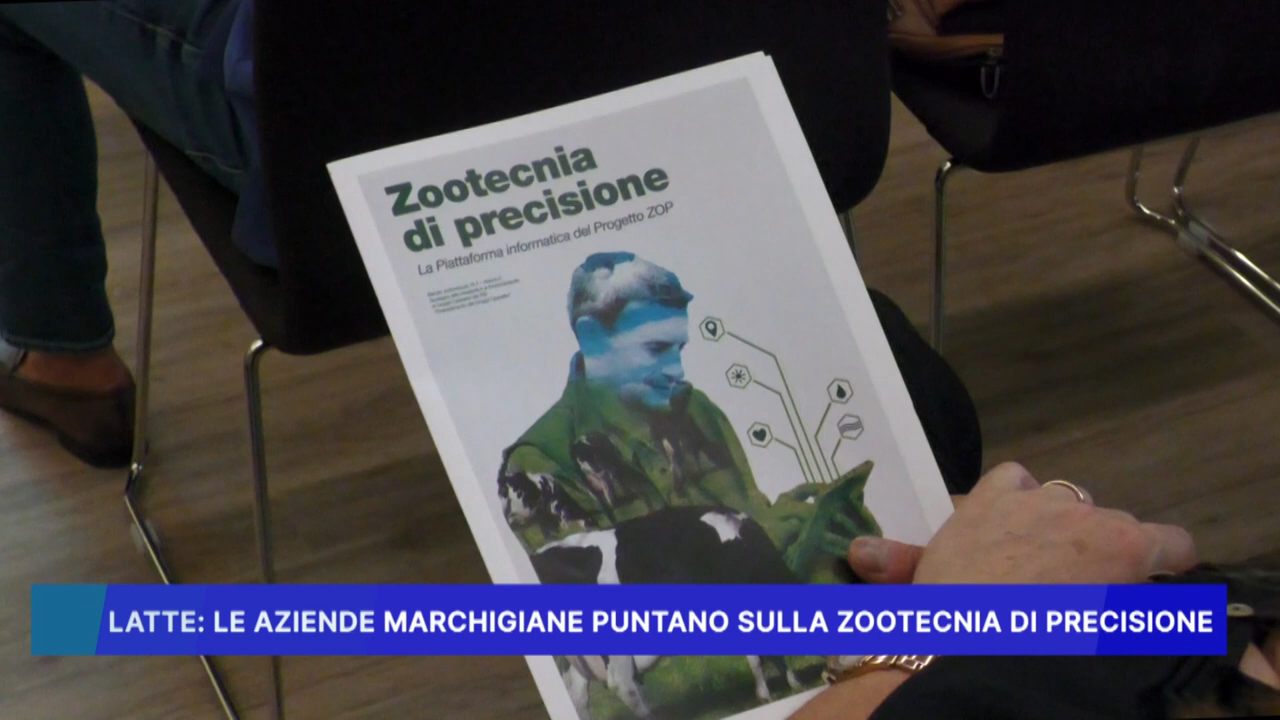 Zootecnia
di precisione
La Piattaforma informatica del Progetto ZOP
LATTE: LE AZIENDE MARCHIGIANE PUNTANO SULLA ZOOTECNIA DI PRECISIONE